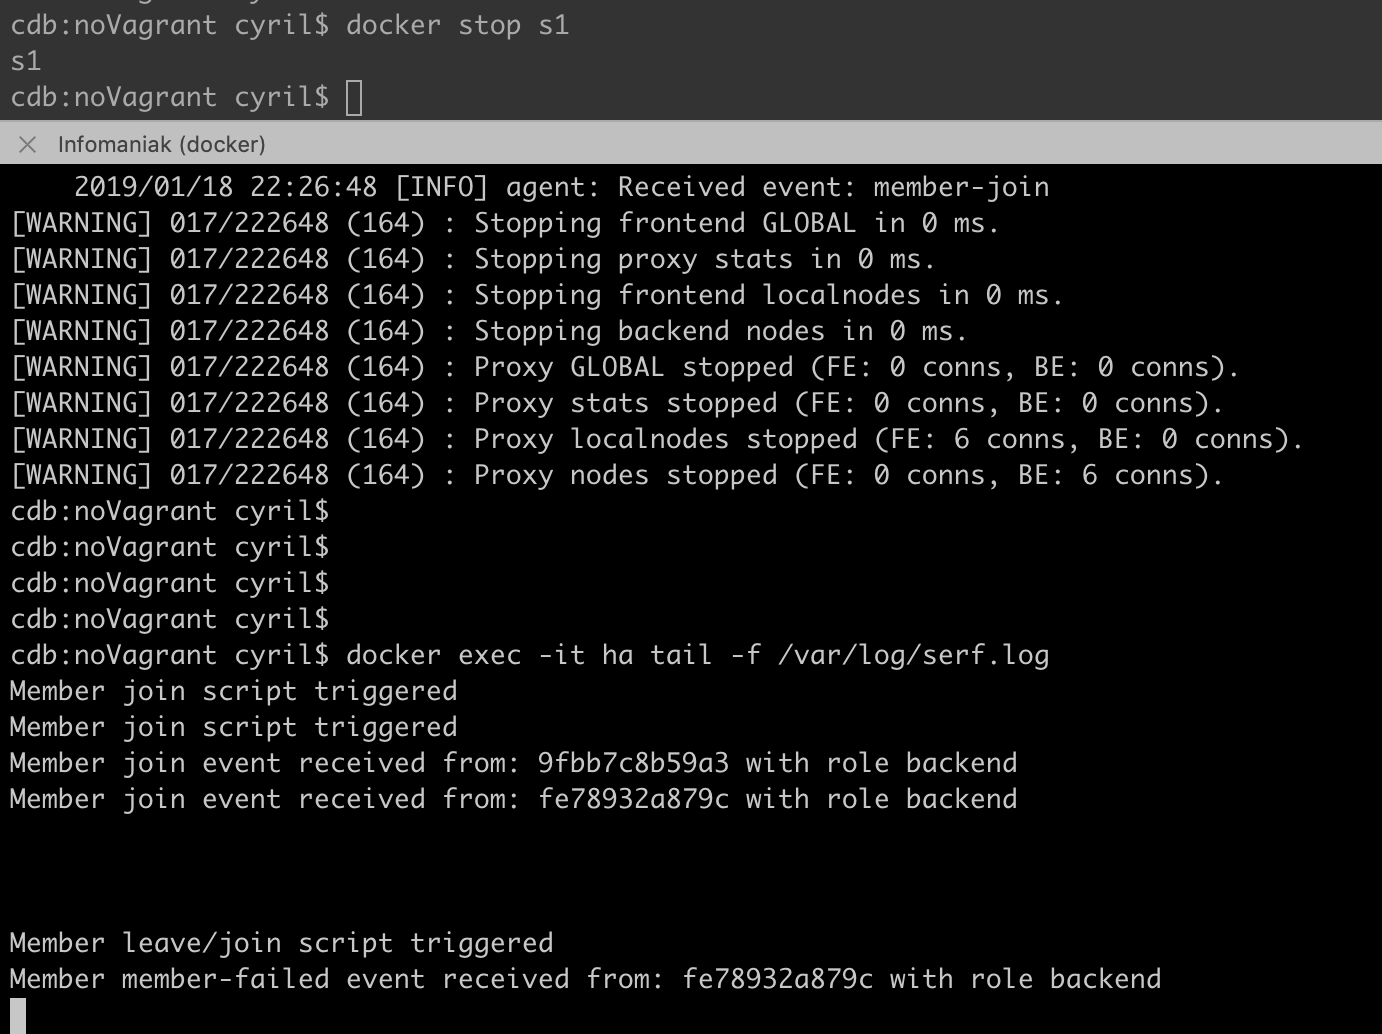 cdb:noVagrant cyril$ docker stop s1
s1
cdb:noVagrant cyril$
Infomaniak (docker)
2019/01/18 22:26:48 [INFO] agent: Received event: member-join
[WARNING] 017/222648 (164) : Stopping frontend GLOBAL in 0 ms.
[WARNING] 017/222648 (164) : Stopping proxy stats in 0 ms.
[WARNING] 017/222648 (164) : Stopping frontend localnodes in 0 ms.
[WARNING] 017/222648 (164) : Stopping backend nodes in 0 ms.
[WARNING] 017/222648 (164) : Proxy GLOBAL stopped (FE: 0 conns, BE: 0 conns).
[WARNING] 017/222648 (164) : Proxy stats stopped (FE: 0 conns, BE: 0 conns).
[WARNING] 017/222648 (164) : Proxy localnodes stopped (FE: 6 conns, BE: 0 conns).
[WARNING] 017/222648 (164) : Proxy nodes stopped (FE: 0 conns, BE: 6 conns).
cdb:noVagrant cyril$
cdb:noVagrant cyril$
cdb:noVagrant cyril$
cdb:noVagrant cyril$
cdb:noVagrant cyril$ docker exec -it ha tail -f /var/log/serf.log
Member join script triggered
Member join script triggered
Member join event received from: 9fbb7c8b59a3 with role backend
Member join event received from: fe78932a879c with role backend
Member leave/join script triggered
Member member-failed event received from: fe78932a879c with role backend